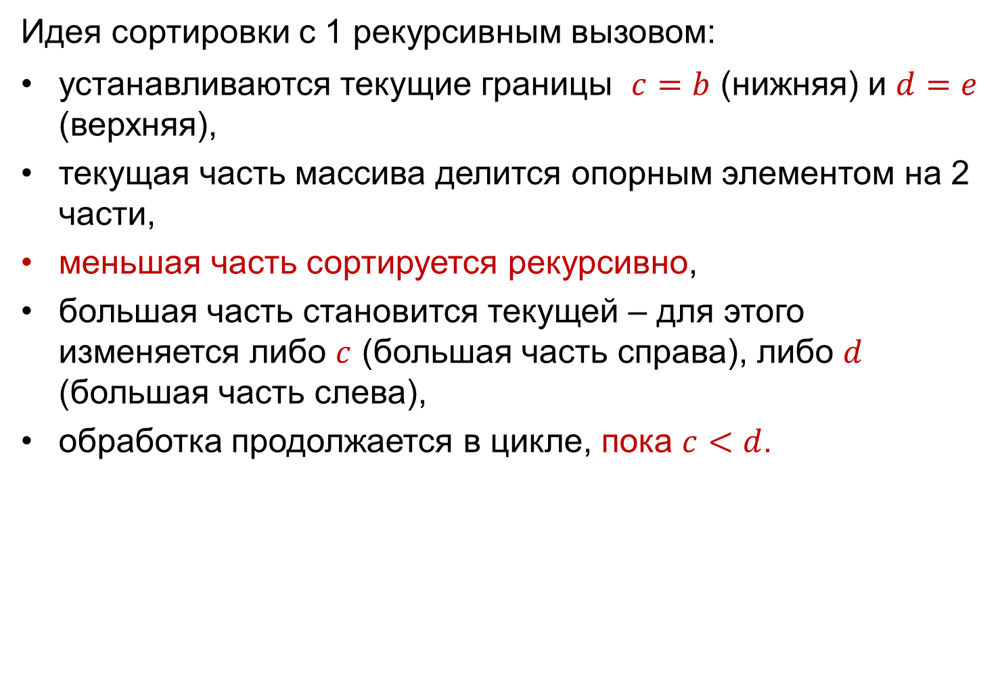 Идея сортировки с 1 рекурсивным вызовом:
• устанавливаются текущие границы c = b (нижняя) и d = e
(верхняя),
• текущая часть массива делится опорным элементом на 2
части,
• меньшая часть сортируется рекурсивно,
• большая часть становится текущей – для этого
изменяется либо c (большая часть справа), либо d
(большая часть слева),
• обработка продолжается в цикле, пока c < d.